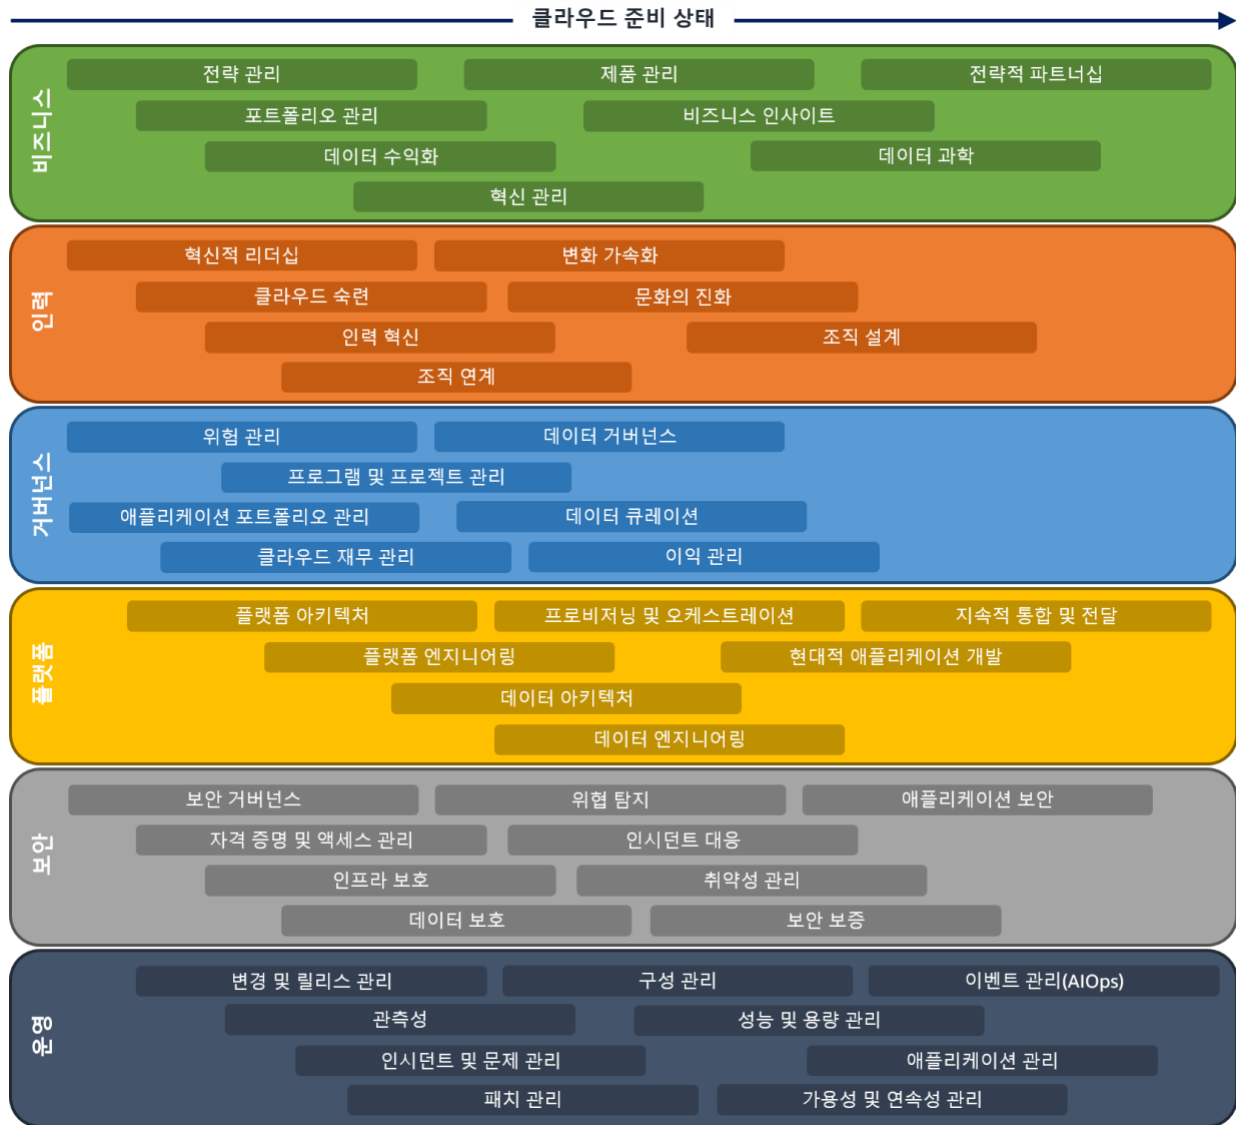 클라우드 준비 상태
비즈니스
전략 관리
제품 관리
전략적 파트너십
포트폴리오 관리
비즈니스 인사이트
데이터 수익화
데이터 과학
혁신 관리
인력
혁신적 리더십
변화 가속화
클라우드 숙련
문화의 진화
인력 혁신
조직 설계
조직 연계
거버넌스
위험 관리
데이터 거버넌스
프로그램 및 프로젝트 관리
애플리케이션 포트폴리오 관리
데이터 큐레이션
클라우드 재무 관리
이익 관리
플랫폼
플랫폼 아키텍처
프로비저닝 및 오케스트레이션
지속적 통합 및 전달
플랫폼 엔지니어링
현대적 애플리케이션 개발
데이터 아키텍처
데이터 엔지니어링
보안
보안 거버넌스
위협 탐지
애플리케이션 보안
자격 증명 및 액세스 관리
인시던트 대응
인프라 보호
취약성 관리
데이터 보호
보안 보증
운영
변경 및 릴리스 관리
구성 관리
이벤트 관리(AIOps)
관측성
성능 및 용량 관리
인시던트 및 문제 관리
애플리케이션 관리
패치 관리
가용성 및 연속성 관리